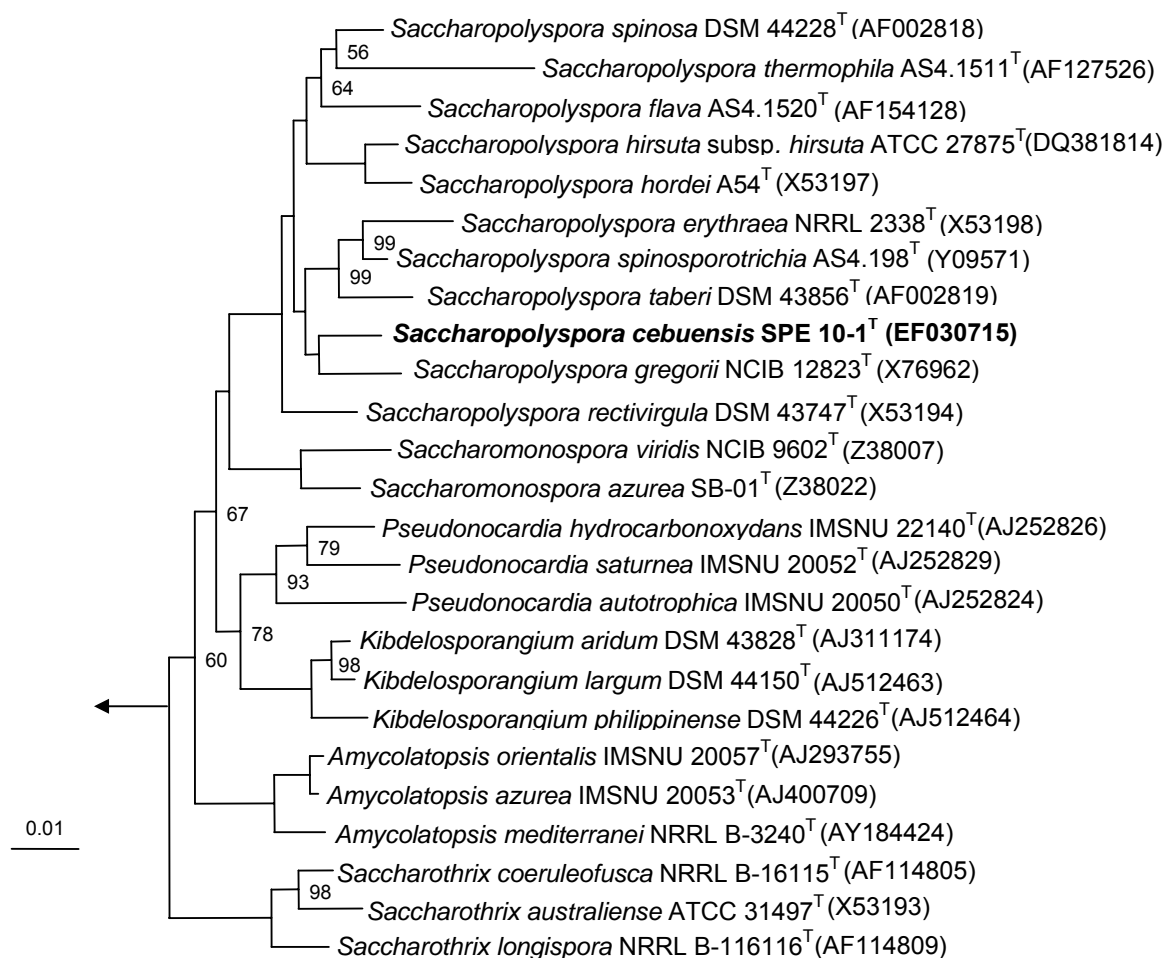 Saccharopolyspora spinosa DSM 44228T (AF002818)
56
Saccharopolyspora thermophila AS4.1511T (AF127526)
64
Saccharopolyspora flava AS4.1520T (AF154128)
Saccharopolyspora hirsuta subsp. hirsuta ATCC 27875T (DQ381814)
Saccharopolyspora hordei A54T (X53197)
Saccharopolyspora erythraea NRRL 2338T (X53198)
99
Saccharopolyspora spinosporotrichia AS4.198T (Y09571)
99
Saccharopolyspora taberi DSM 43856T (AF002819)
Saccharopolyspora cebuensis SPE 10-1T (EF030715)
Saccharopolyspora gregorii NCIB 12823T (X76962)
Saccharopolyspora rectivirgula DSM 43747T (X53194)
Saccharomonospora viridis NCIB 9602T (Z38007)
Saccharomonospora azurea SB-01T (Z38022)
67
Pseudonocardia hydrocarbonoxydans IMSNU 22140T (AJ252826)
79
Pseudonocardia saturnea IMSNU 20052T (AJ252829)
93
Pseudonocardia autotrophica IMSNU 20050T (AJ252824)
78
Kibdelosporangium aridum DSM 43828T (AJ311174)
60
98
Kibdelosporangium largum DSM 44150T (AJ512463)
Kibdelosporangium philippinense DSM 44226T (AJ512464)
Amycolatopsis orientalis IMSNU 20057T (AJ293755)
Amycolatopsis azurea IMSNU 20053T (AJ400709)
0.01
Amycolatopsis mediterranei NRRL B-3240T (AY184424)
Saccharothrix coeruleofusca NRRL B-16115T (AF114805)
98
Saccharothrix australiense ATCC 31497T (X53193)
Saccharothrix longispora NRRL B-116116T (AF114809)